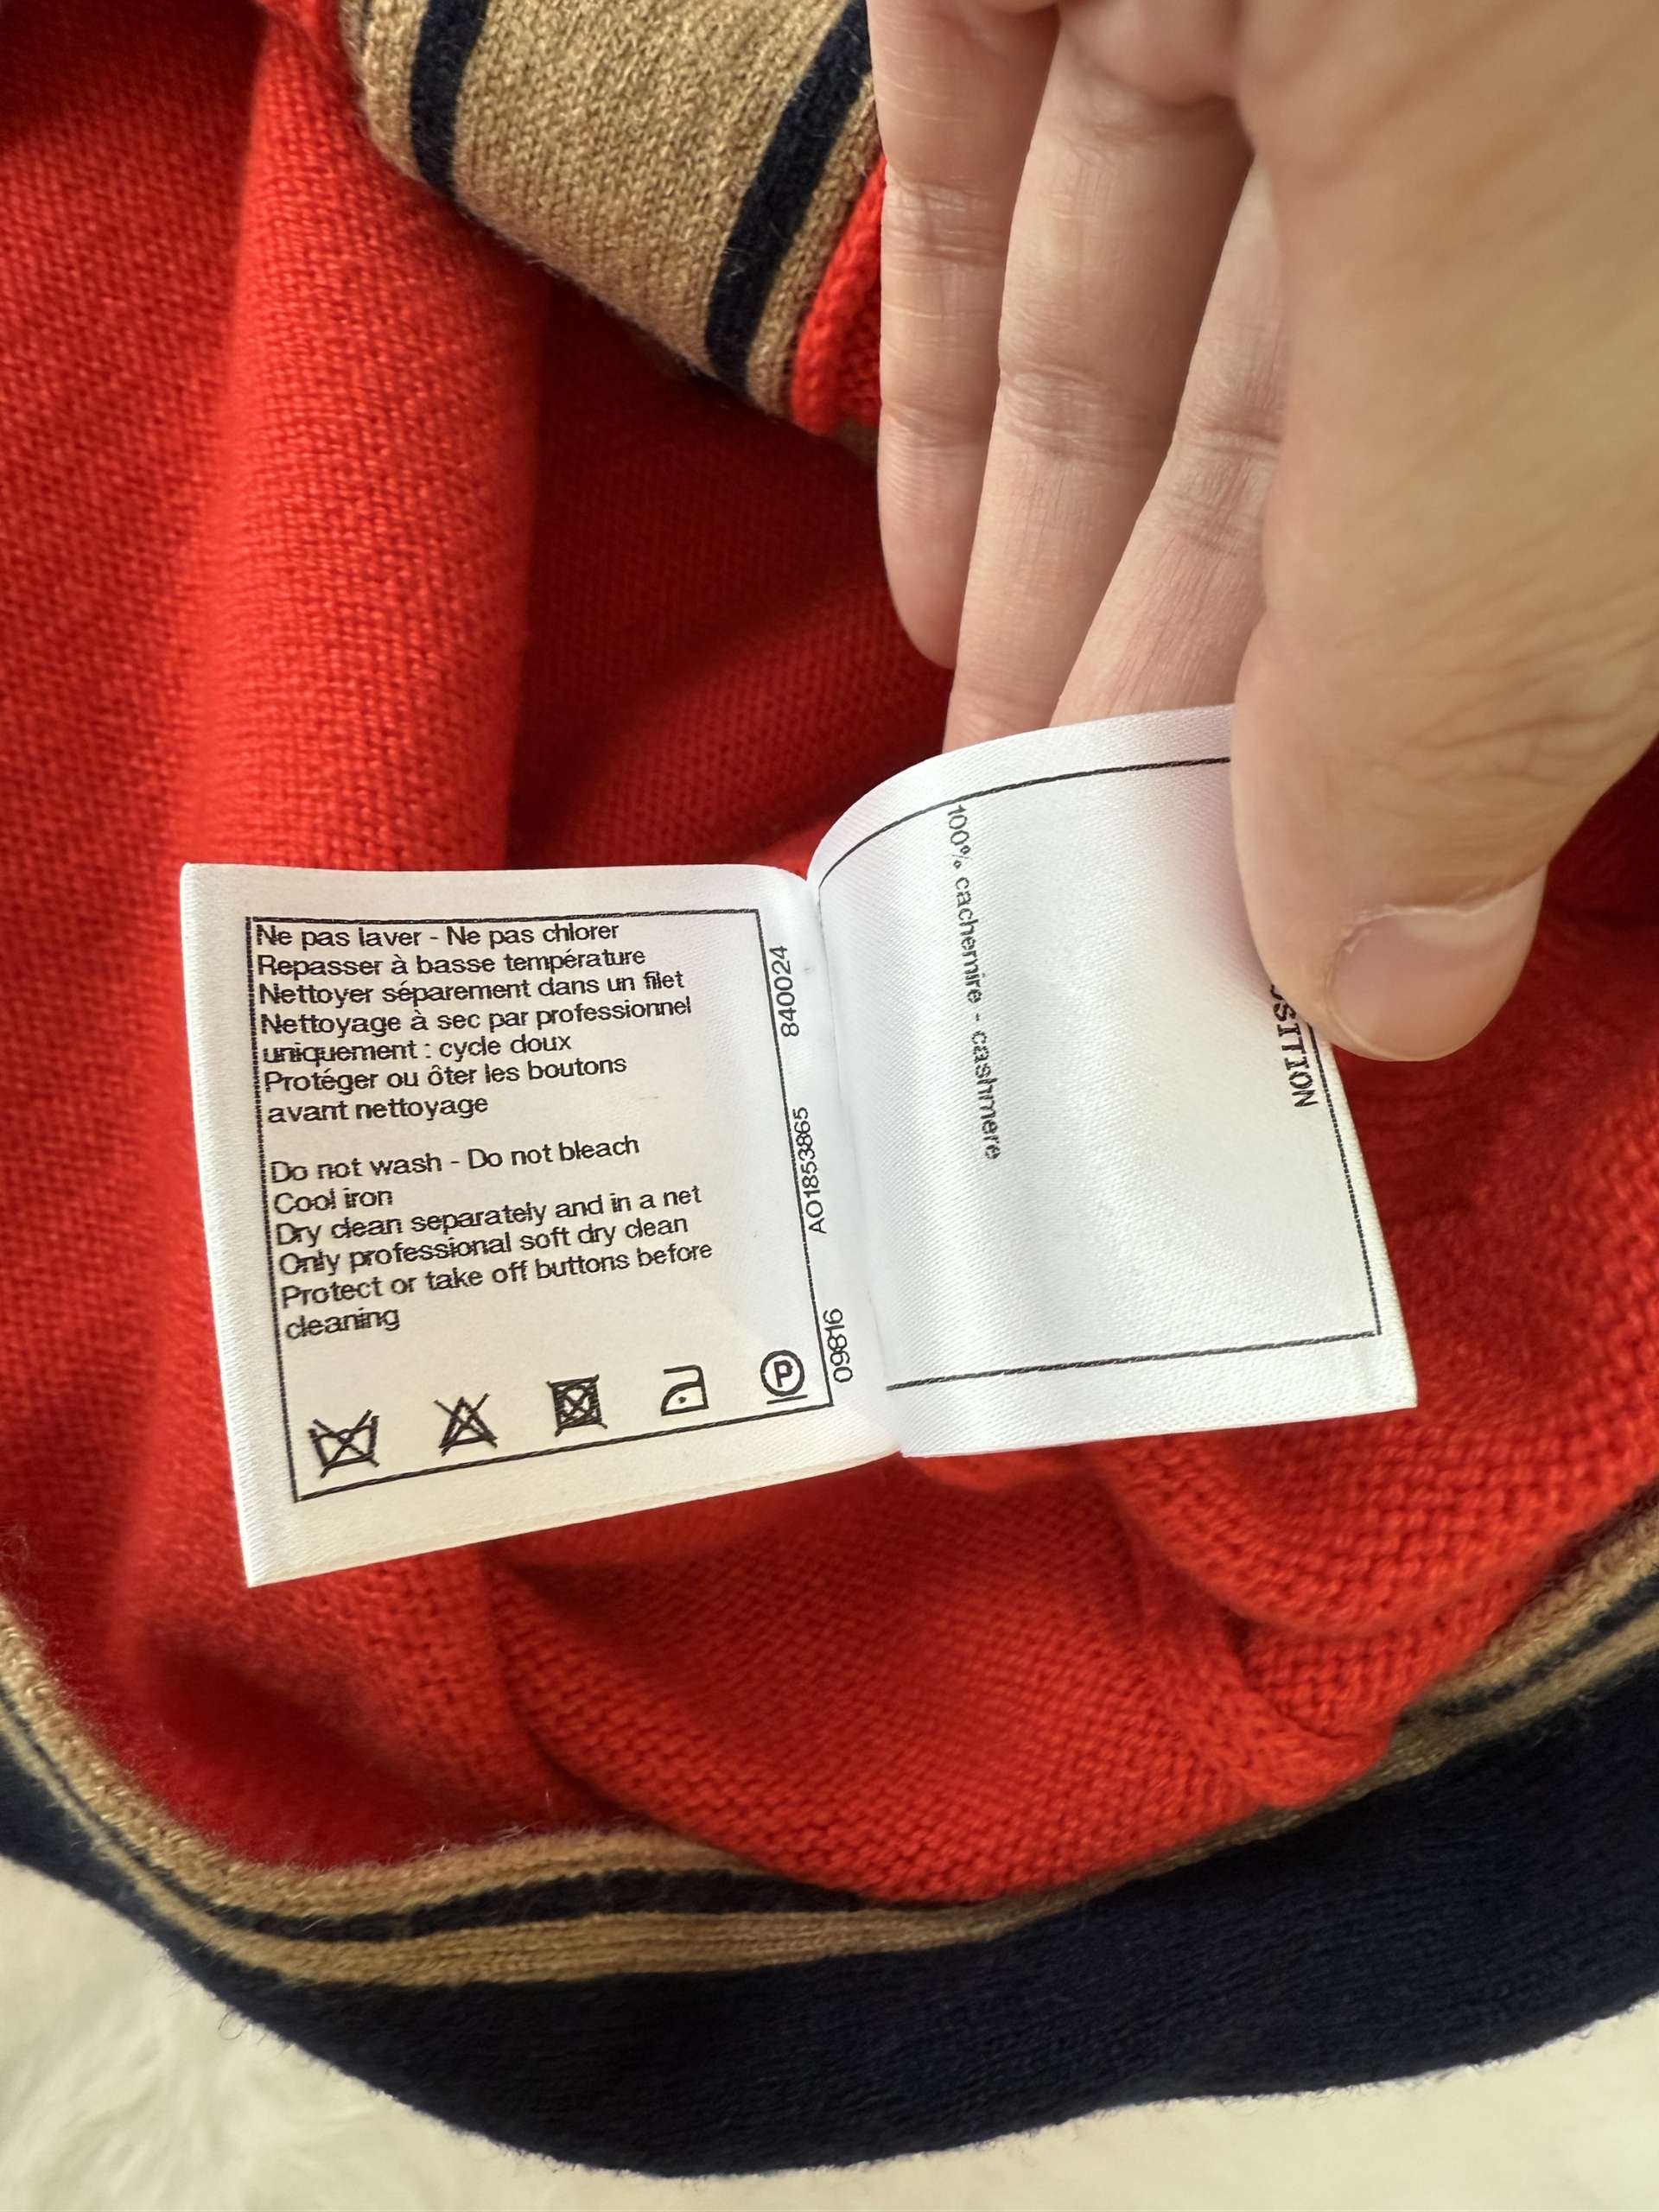 Ne pas laver - Ne pas chlorer
Repasser à basse température
Nettoyer séparement dans un filet
Nettoyage à sec par professionnel
uniquement : cycle doux
Protéger ou ôter les boutons
avant nettoyage
Do not wash - Do not bleach
Cool iron
Dry clean separately and in a net
Only professional soft dry clean
Protect or take off buttons before
cleaning
P
840024
AO1853865
09816
100% cachemire - cashmere
SITION